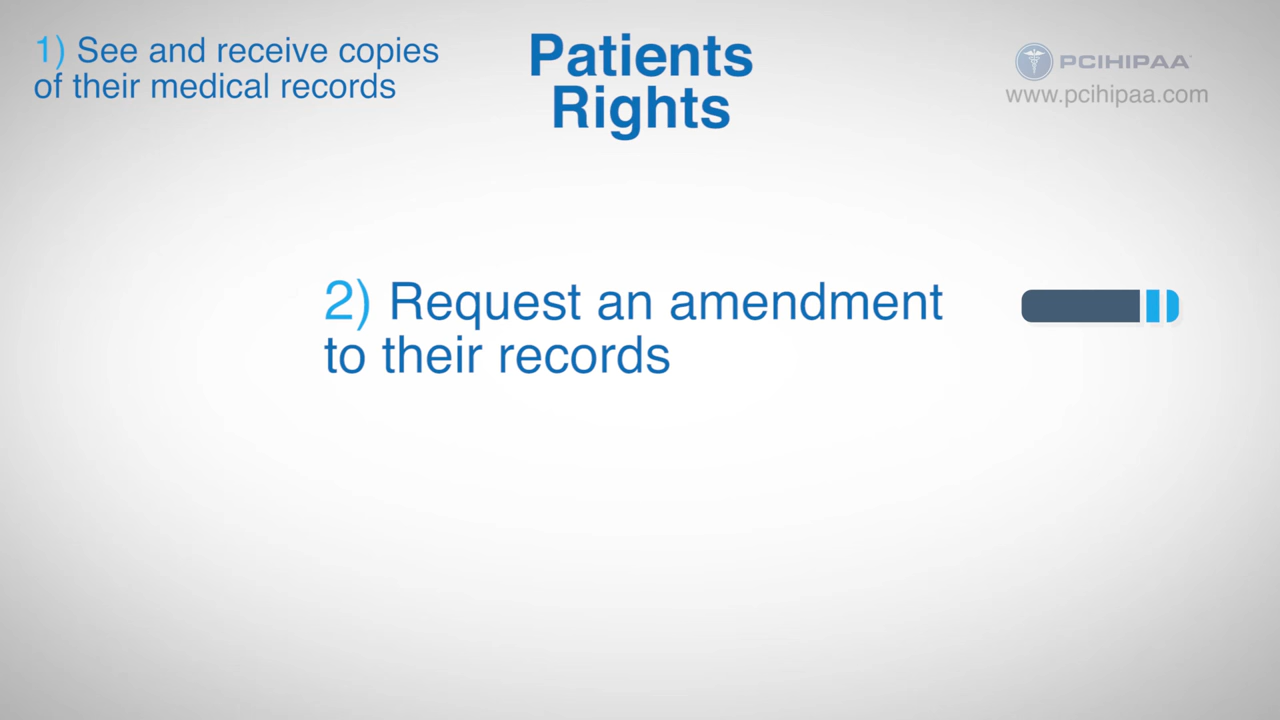 1) See and receive copies
of their medical records
Patients
Rights
PCIHIPAA
www.pcihipaa.com
2) Request an amendment
to their records